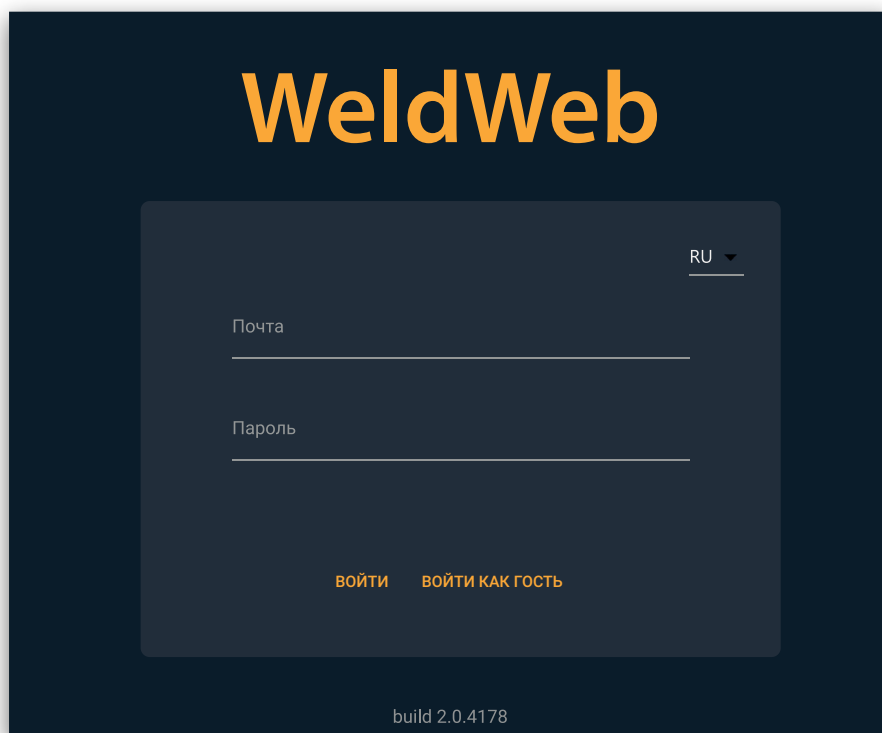 WeldWeb
RU
Почта
Пароль
ВОЙТИ ВОЙТИ КАК ГОСТЬ
build 2.0.4178